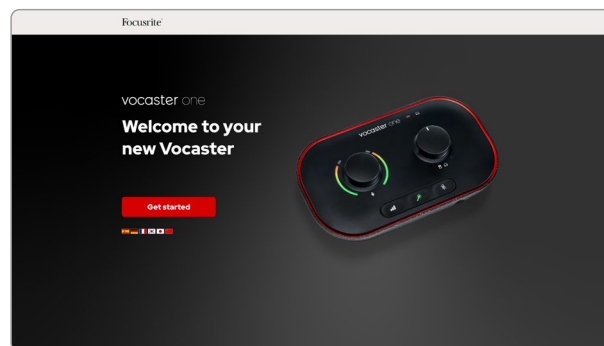 Focusrite
vocaster one
Welcome to your
new Vocaster
vocaster one
Get started